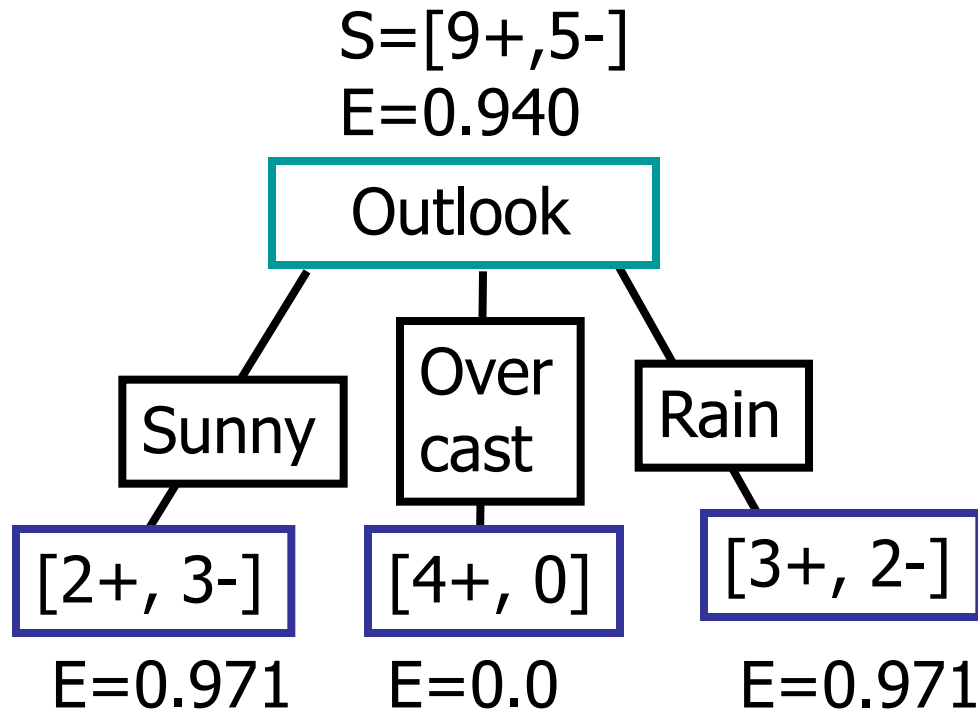 S=[9+,5-]
E=0.940
Outlook
Sunny
Over
cast
Rain
[2+, 3-]
[4+, 0]
[3+, 2-]
E=0.971
E=0.0
E=0.971